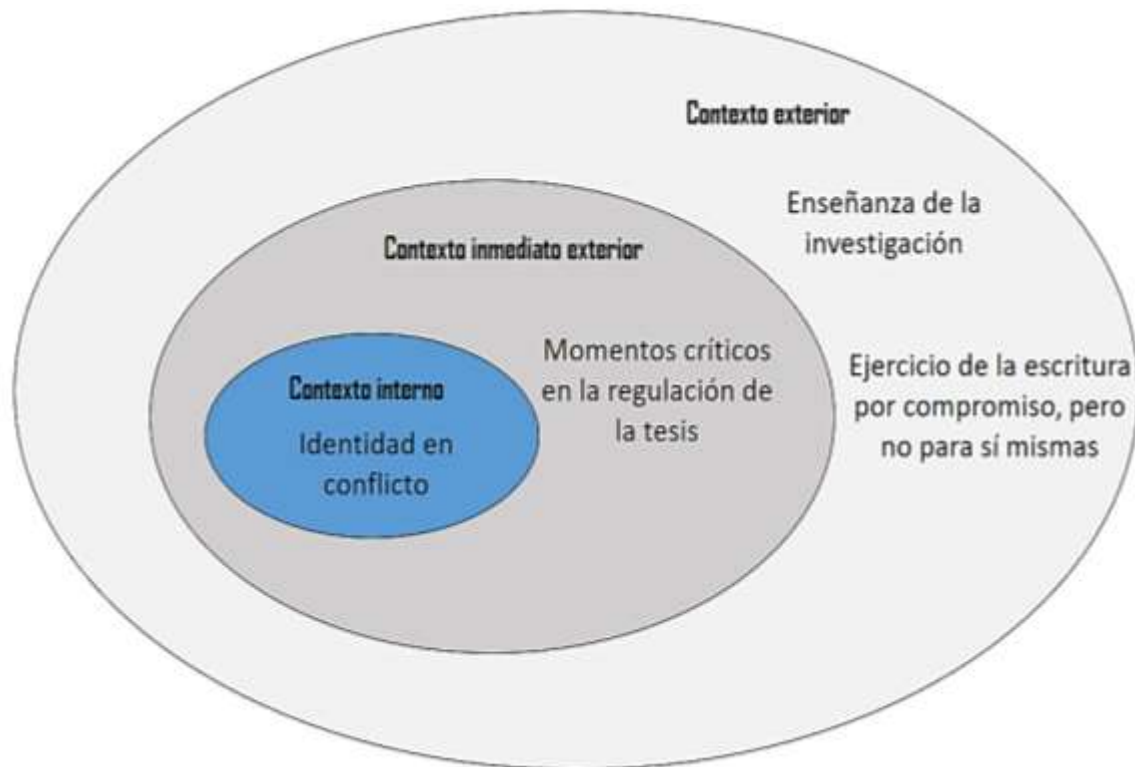 Contexto exterior
Enseñanza de la
investigación
Contexto inmediato exterior
Momentos críticos
en la regulación de
la tesis
Ejercicio de la escritura
por compromiso, pero
no para sí mismas
Contexto interno
Identidad en
conflicto